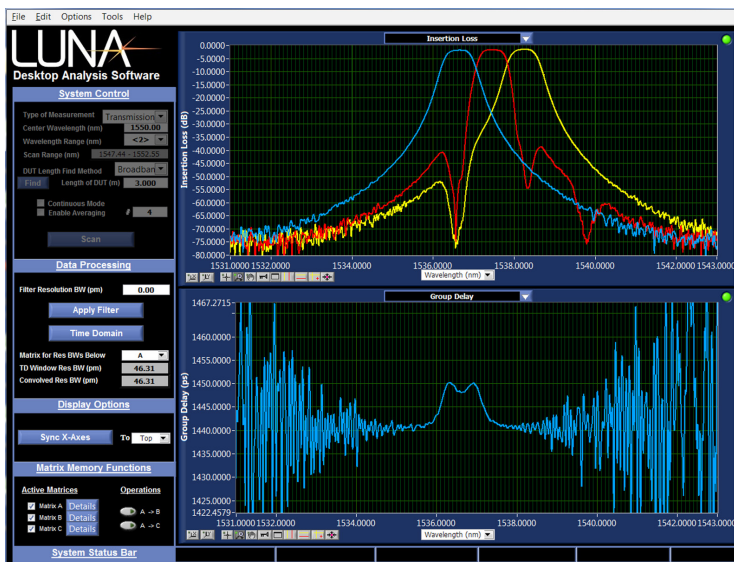 File Edit Options Tools Help
LUNA
Desktop Analysis Software
System Control
Type of Measurement Transmission
Center Wavelength (nm) 1550.00
Wavelength Range (nm) <2>
Scan Range (nm) 1547.44 - 1552.55
DUT Length Find Method Broadban
Find Length of DUT (m) 3.000
Continuous Mode
Enable Averaging # 4
Scan
Data Processing
Filter Resolution BW (pm) 0.00
Apply Filter
Time Domain
Matrix for Res BWs Below A
TD Window Res BW (pm) 46.31
Convolved Res BW (pm) 46.31
Display Options
Sync X-Axes To Top
Matrix Memory Functions
Active Matrices Operations
Matrix A Details
Matrix B Details A -> B
Matrix C Details A -> C
System Status Bar
Insertion Loss
Insertion Loss (dB)
0.0000
-5.0000
-10.0000
-15.0000
-20.0000
-25.0000
-30.0000
-35.0000
-40.0000
-45.0000
-50.0000
-55.0000
-60.0000
-65.0000
-70.0000
-75.0000
-80.0000
1531.0000 1532.0000 1534.0000 1536.0000 1538.0000 1540.0000 1542.0000 1543.0000
Wavelength (nm)
Group Delay
Group Delay (ps)
1467.2715
1460.0000
1455.0000
1450.0000
1445.0000
1440.0000
1435.0000
1430.0000
1425.0000
1422.4579
1531.0000 1532.0000 1534.0000 1536.0000 1538.0000 1540.0000 1542.0000 1543.0000
Wavelength (nm)